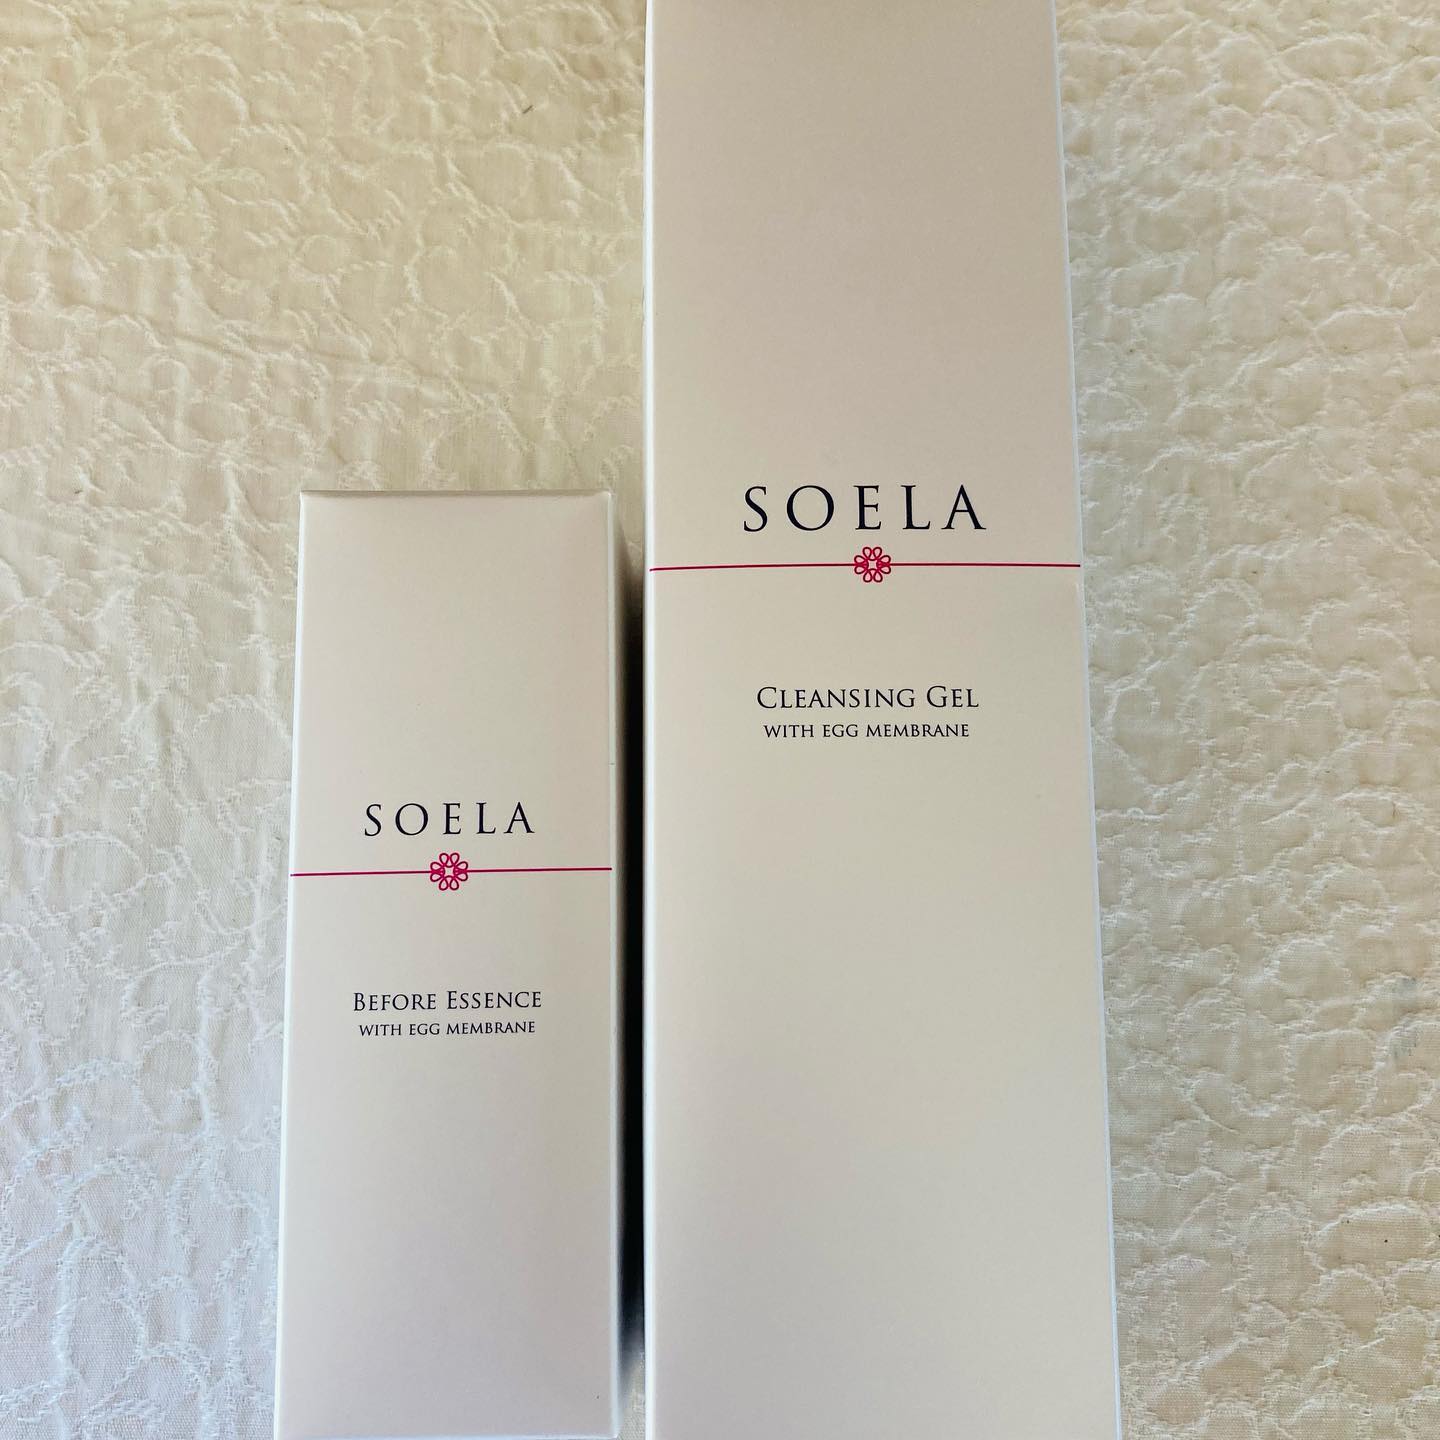 SOELA
BEFORE ESSENCE
WITH EGG MEMBRANE
SOELA
CLEANSING GEL
WITH EGG MEMBRANE